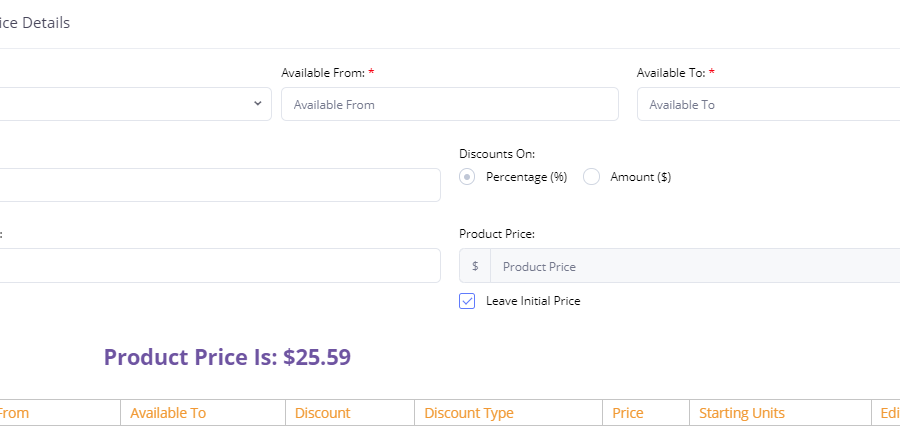 ice Details
Available From: * Available To: *
Available From Available To
Discounts On:
Percentage (%) Amount ($)
: Product Price:
$ Product Price
Leave Initial Price
Product Price Is: $25.59
From Available To Discount Discount Type Price Starting Units Edi